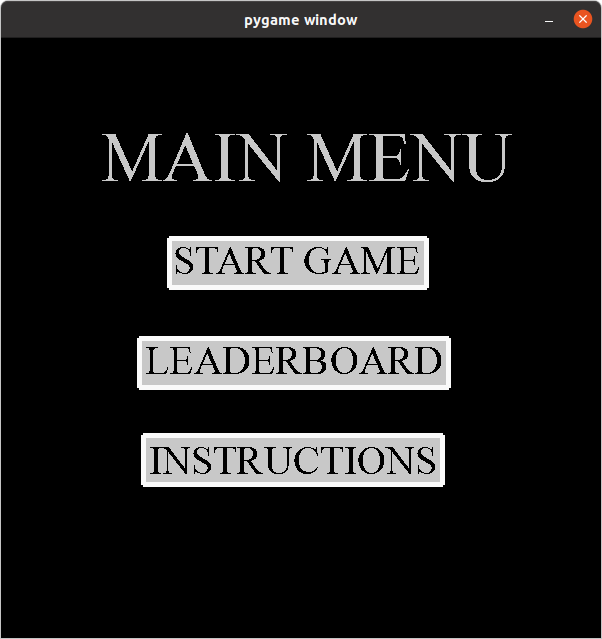 pygame window
MAIN MENU
START GAME
LEADERBOARD
INSTRUCTIONS